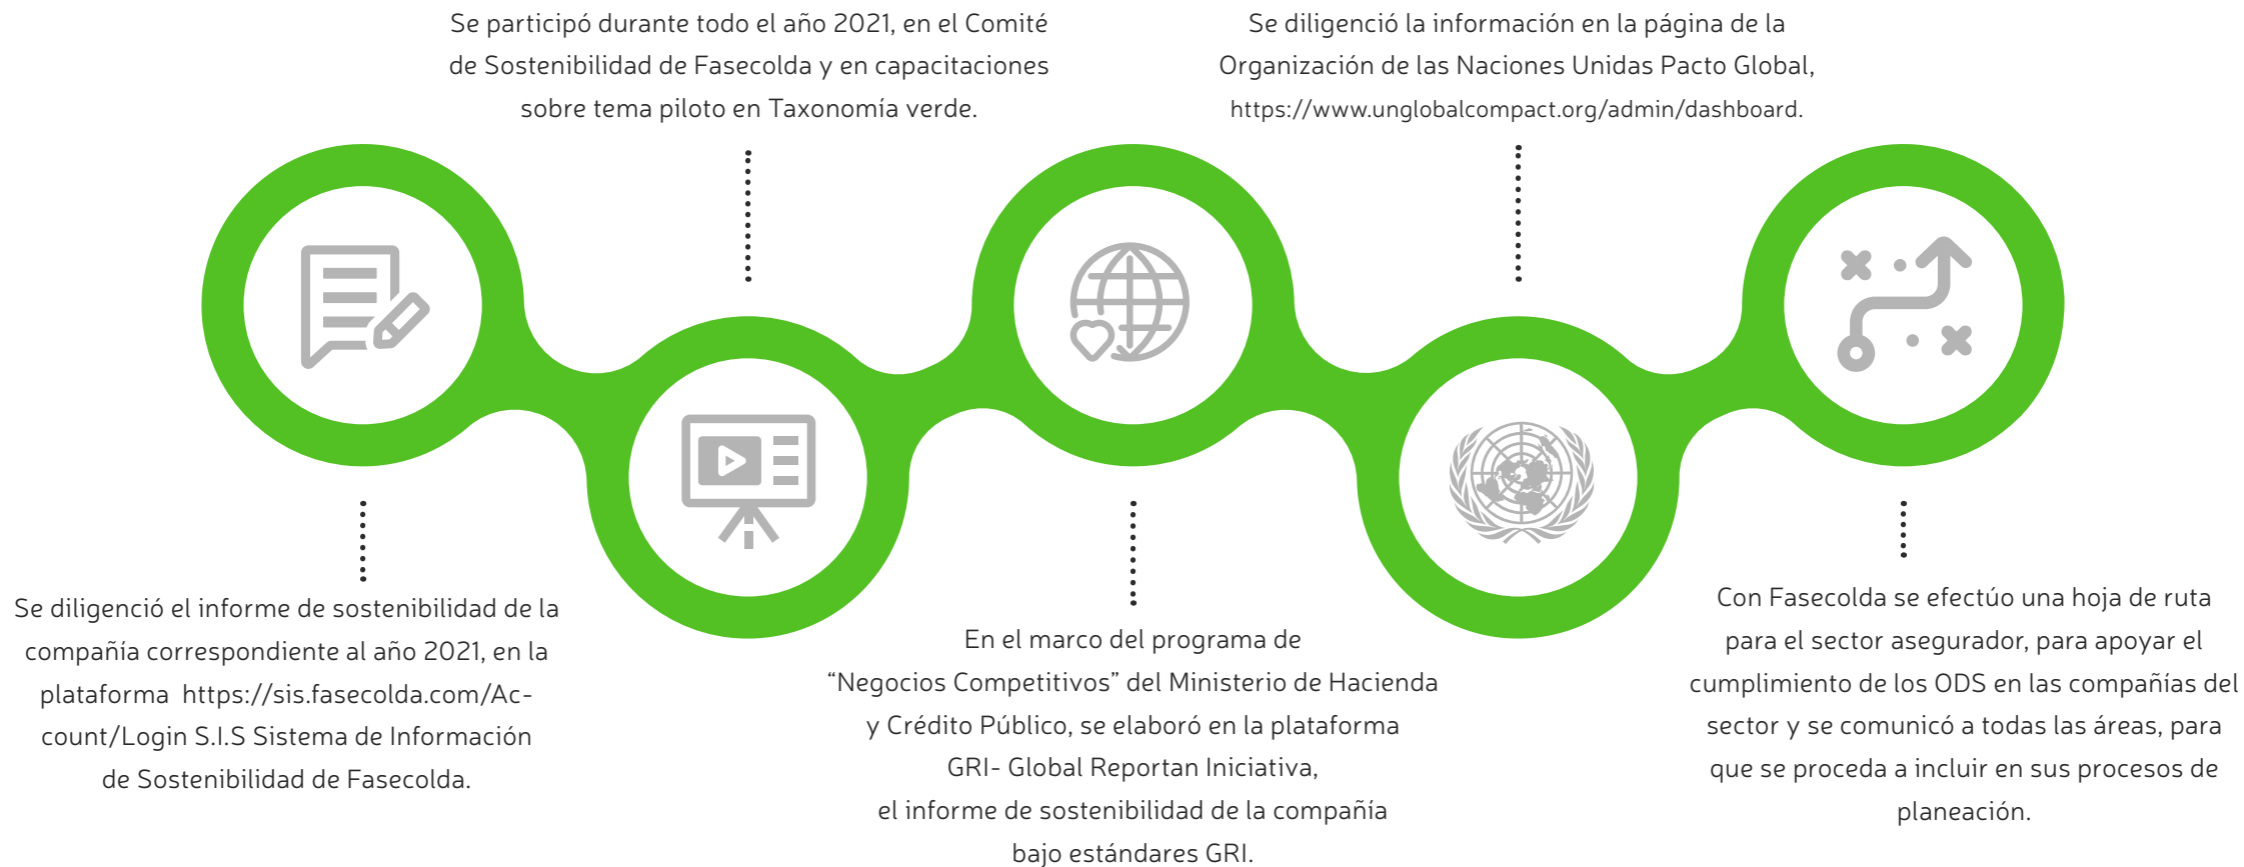 Se diligenció el informe de sostenibilidad de la
compañía correspondiente al año 2021, en la
plataforma https://sis.fasecolda.com/Ac-
count/Login S.I.S Sistema de Información
de Sostenibilidad de Fasecolda.
Se participó durante todo el año 2021, en el Comité
de Sostenibilidad de Fasecolda y en capacitaciones
sobre tema piloto en Taxonomía verde.
En el marco del programa de
“Negocios Competitivos” del Ministerio de Hacienda
y Crédito Público, se elaboró en la plataforma
GRI- Global Reportan Iniciativa,
el informe de sostenibilidad de la compañía
bajo estándares GRI.
Se diligenció la información en la página de la
Organización de las Naciones Unidas Pacto Global,
https://www.unglobalcompact.org/admin/dashboard.
Con Fasecolda se efectúo una hoja de ruta
para el sector asegurador, para apoyar el
cumplimiento de los ODS en las compañías del
sector y se comunicó a todas las áreas, para
que se proceda a incluir en sus procesos de
planeación.